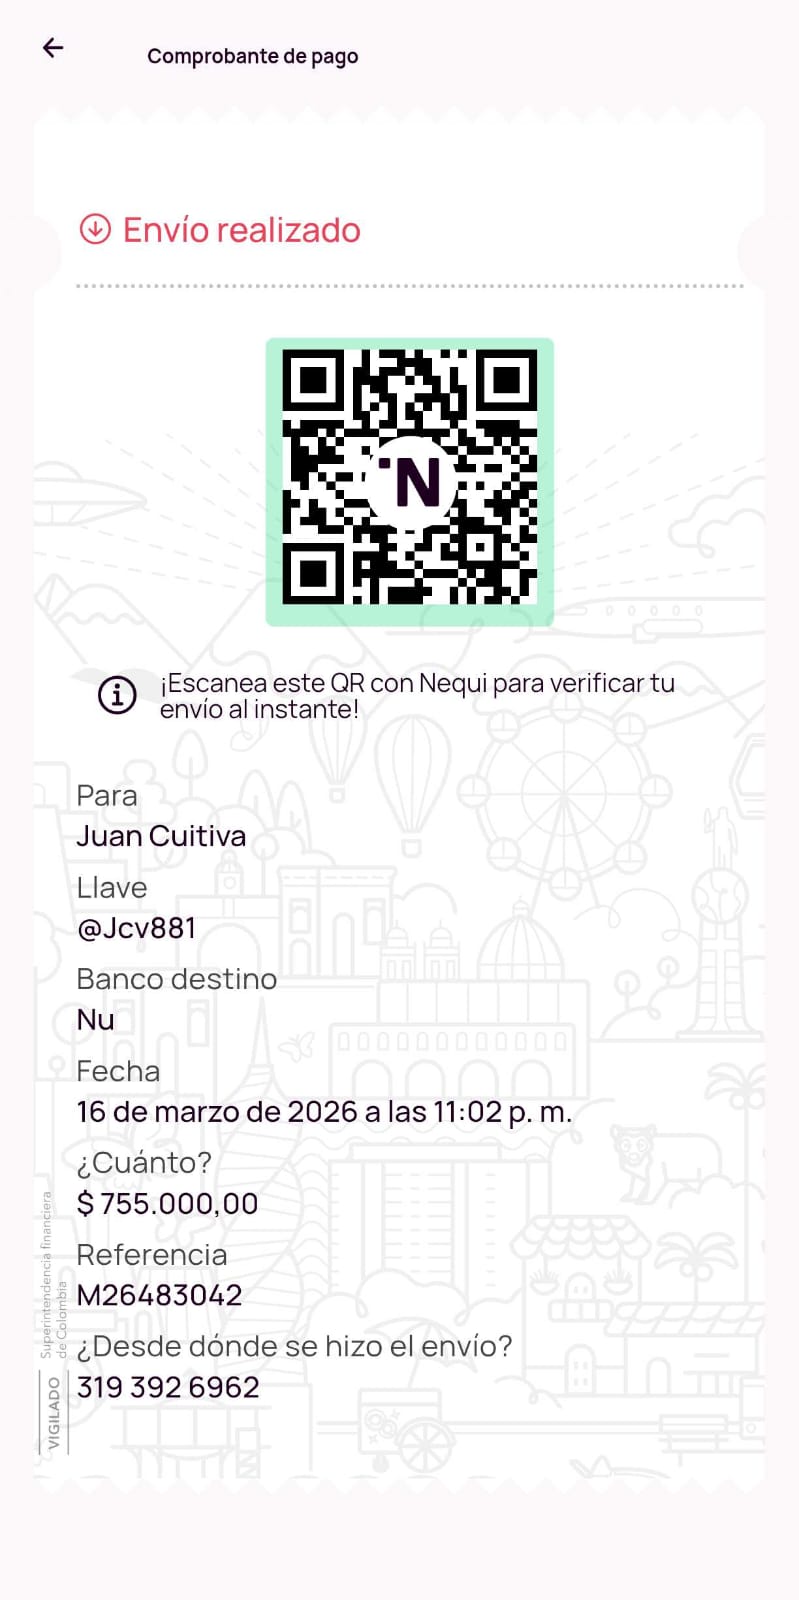 Comprobante de pago
Envío realizado
N
¡Escanea este QR con Nequi para verificar tu
envío al instante!
Para
Juan Cuitiva
Llave
@Jcv881
Banco destino
Nu
Fecha
16 de marzo de 2026 a las 11:02 p. m.
¿Cuánto?
$ 755.000,00
Referencia
M26483042
¿Desde dónde se hizo el envío?
319 392 6962
VIGILADO
Superintendencia financiera
de Colombia